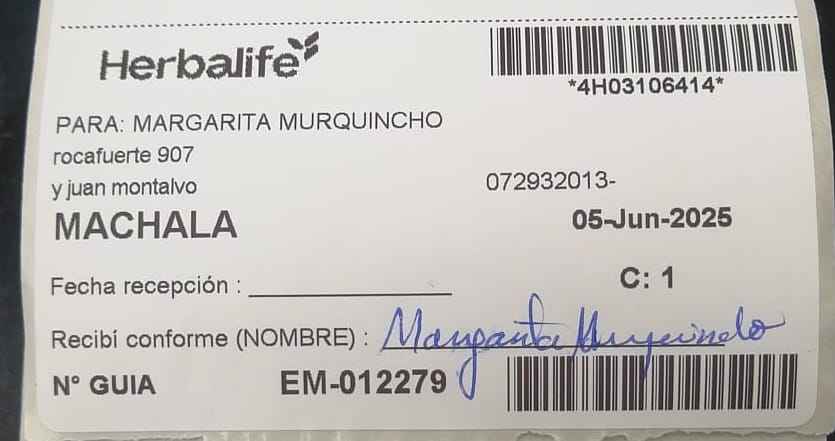 Herbalife
*4H03106414*
PARA: MARGARITA MURQUINCHO
rocafuerte 907
y juan montalvo
072932013-
MACHALA
05-Jun-2025
Fecha recepción :
C: 1
Recibí conforme (NOMBRE) : Margarita Murquincho
N° GUIA
EM-012279